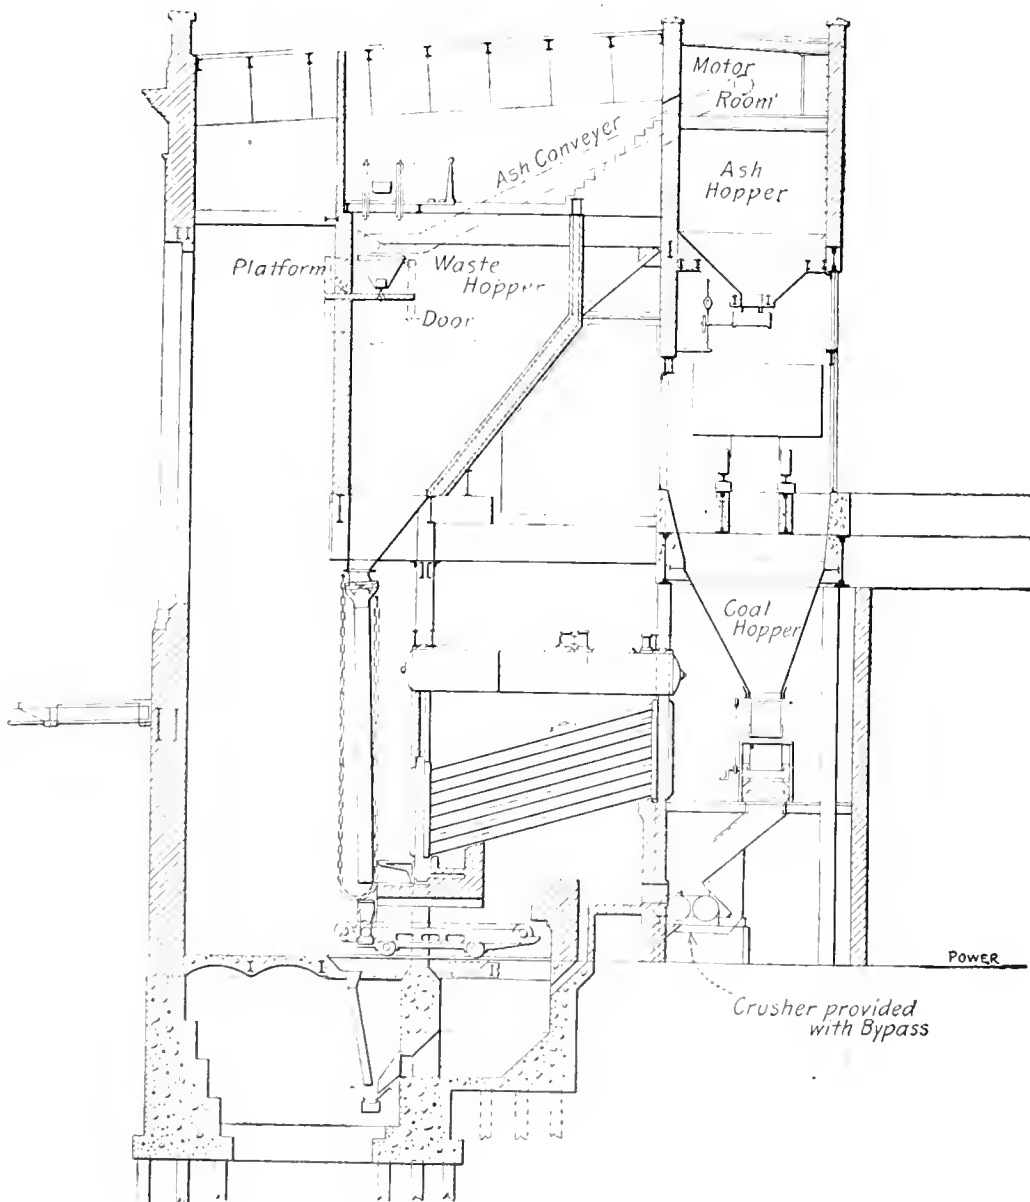 Motor
Room
Ash Conveyer
Ash
Hopper
Platform
Waste
Hopper
Door
Coal
Hopper
B
POWER
Crusher provided
with Bypass